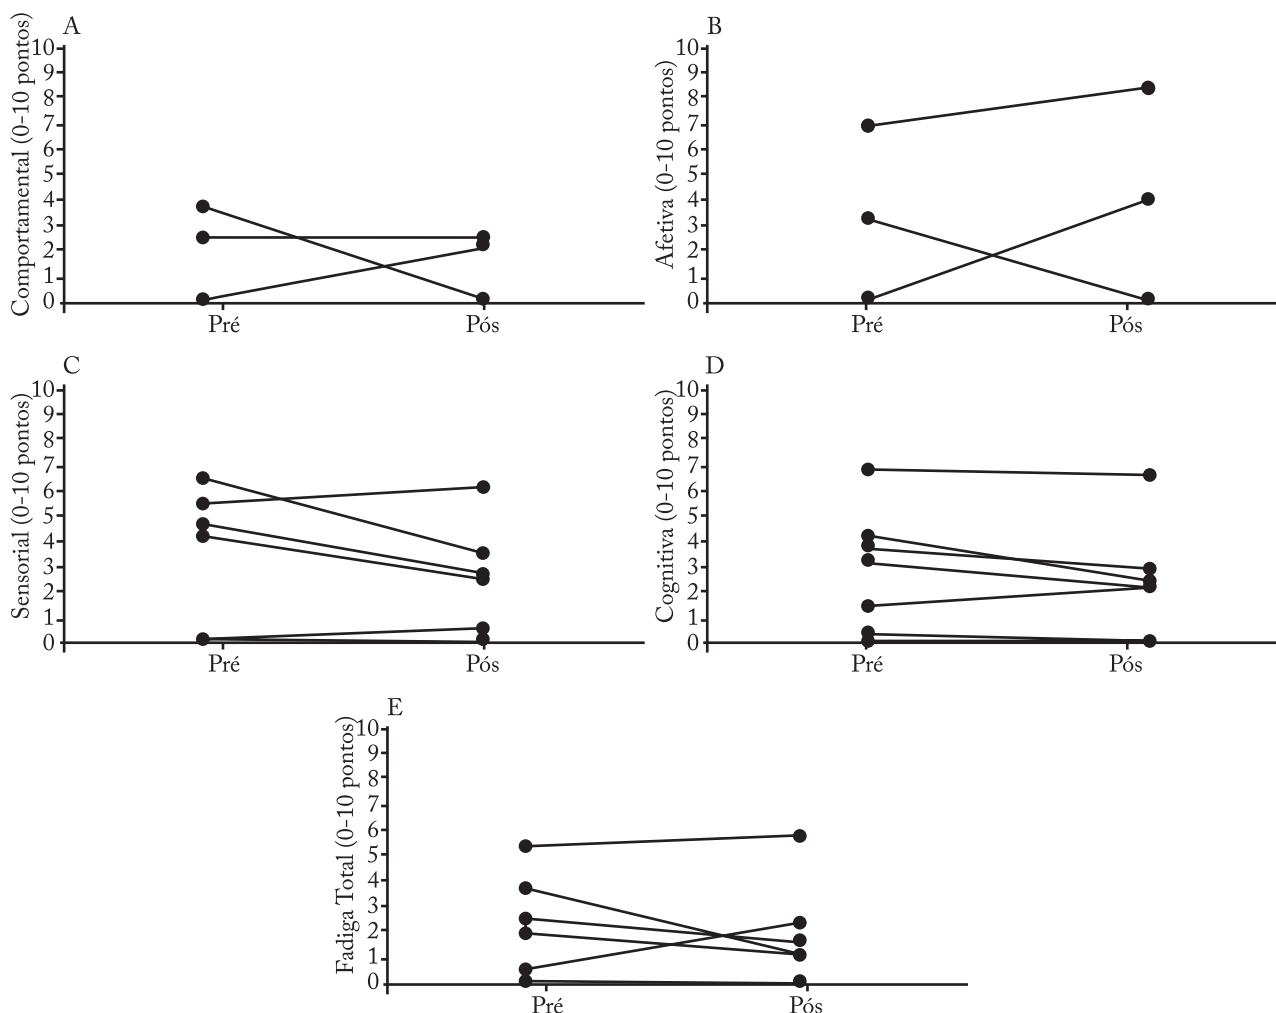 A
Comportamental (0-10 pontos)
10
9
8
7
6
5
4
3
2
1
0
Pré
Pós
B
Afetiva (0-10 pontos)
10
9
8
7
6
5
4
3
2
1
0
Pré
Pós
C
Sensorial (0-10 pontos)
10
9
8
7
6
5
4
3
2
1
0
Pré
Pós
D
Cognitiva (0-10 pontos)
10
9
8
7
6
5
4
3
2
1
0
Pré
Pós
E
Fadiga Total (0-10 pontos)
10
9
8
7
6
5
4
3
2
1
0
Pré
Pós